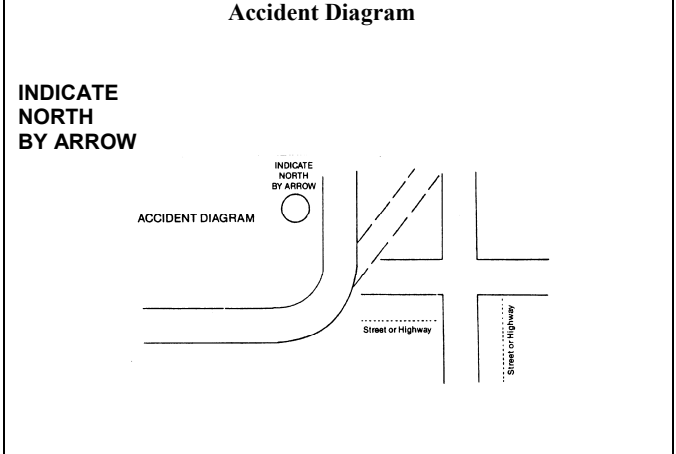 Accident Diagram
INDICATE
NORTH
BY ARROW
INDICATE
NORTH
BY ARROW
ACCIDENT DIAGRAM
Street or Highway
Street or Highway